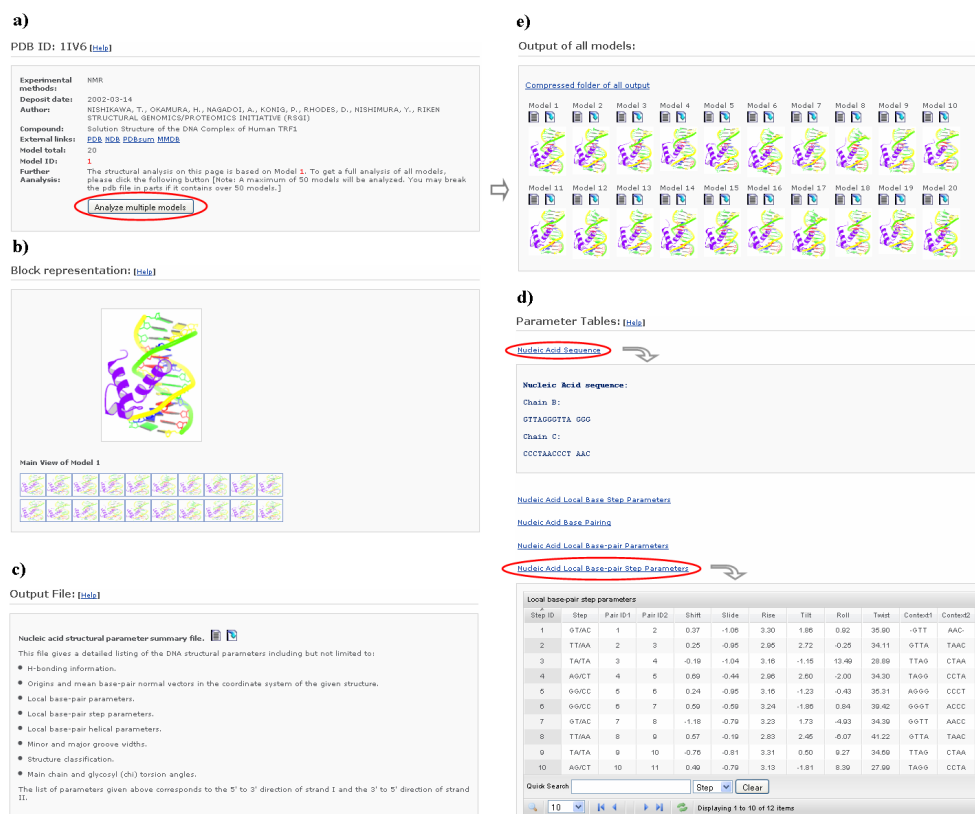 a)
PDB ID: 1IV6 [Help]
Experimental methods: NMR
Deposit date: 2002-03-14
Author: NISHIKAWA, T., OKAMURA, H., NAGADOI, A., KONIG, P., RHODES, D., NISHIMURA, Y., RIKEN
STRUCTURAL GENOMICS/PROTEOMICS INITIATIVE (RSGI)
Compound: Solution Structure of the DNA Complex of Human TRF1
External links: PDB NDB PDBsum MMDB
Model total: 20
Model ID: 1
Further Aanalysis: The structural analysis on this page is based on Model 1. To get a full analysis of all models,
please click the following button [Note: A maximum of 50 models will be analyzed. You may break
the pdb file in parts if it contains over 50 models.]
Analyze multiple models
b)
Block representation: [Help]
Main View of Model 1
c)
Output File: [Help]
Nucleic acid structural parameter summary file.
This file gives a detailed listing of the DNA structural parameters including but not limited to:
H-bonding information.
Origins and mean base-pair normal vectors in the coordinate system of the given structure.
Local base-pair parameters.
Local base-pair step parameters.
Local base-pair helical parameters.
Minor and major groove widths.
Structure classification.
Main chain and glycosyl (chi) torsion angles.
The list of parameters given above corresponds to the 5' to 3' direction of strand I and the 3' to 5' direction of strand
II.
e)
Output of all models:
Compressed folder of all output
Model 1 Model 2 Model 3 Model 4 Model 5 Model 6 Model 7 Model 8 Model 9 Model 10
Model 11 Model 12 Model 13 Model 14 Model 15 Model 16 Model 17 Model 18 Model 19 Model 20
d)
Parameter Tables: [Help]
Nucleic Acid Sequence
Nucleic Acid sequence:
Chain B:
GTTAGGGTTA GGG
Chain C:
CCCTAACCCT AAC
Nucleic Acid Local Base Step Parameters
Nucleic Acid Base Pairing
Nucleic Acid Local Base-pair Parameters
Nucleic Acid Local Base-pair Step Parameters
Local base-pair step parameters
Step ID Step Pair ID1 Pair ID2 Shift Slide Rise Tilt Roll Twist Context1 Context2
1 GT/AC 1 2 0.37 -1.06 3.30 1.86 0.92 35.90 -GTT AAC-
2 TT/AA 2 3 0.25 -0.95 2.95 2.72 -0.25 34.11 GTTA TAAC
3 TA/TA 3 4 -0.19 -1.04 3.16 -1.15 13.49 28.89 TTAG CTAA
4 AG/CT 4 5 0.69 -0.44 2.96 2.60 -2.00 34.30 TAGG CCTA
5 GG/CC 5 6 0.24 -0.95 3.16 -1.23 -0.43 35.31 AGGG CCCT
6 GG/CC 6 7 0.59 -0.59 3.24 -1.86 0.84 39.42 GGGT ACCC
7 GT/AC 7 8 -1.18 -0.79 3.23 1.73 -4.93 34.39 GGTT AACC
8 TT/AA 8 9 0.57 -0.19 2.83 2.46 -6.07 41.22 GTTA TAAC
9 TA/TA 9 10 -0.76 -0.81 3.31 0.50 9.27 34.69 TTAG CTAA
10 AG/CT 10 11 0.49 -0.79 3.13 -1.81 8.39 27.99 TAGG CCTA
Quick Search Step Clear
10 Displaying 1 to 10 of 12 items